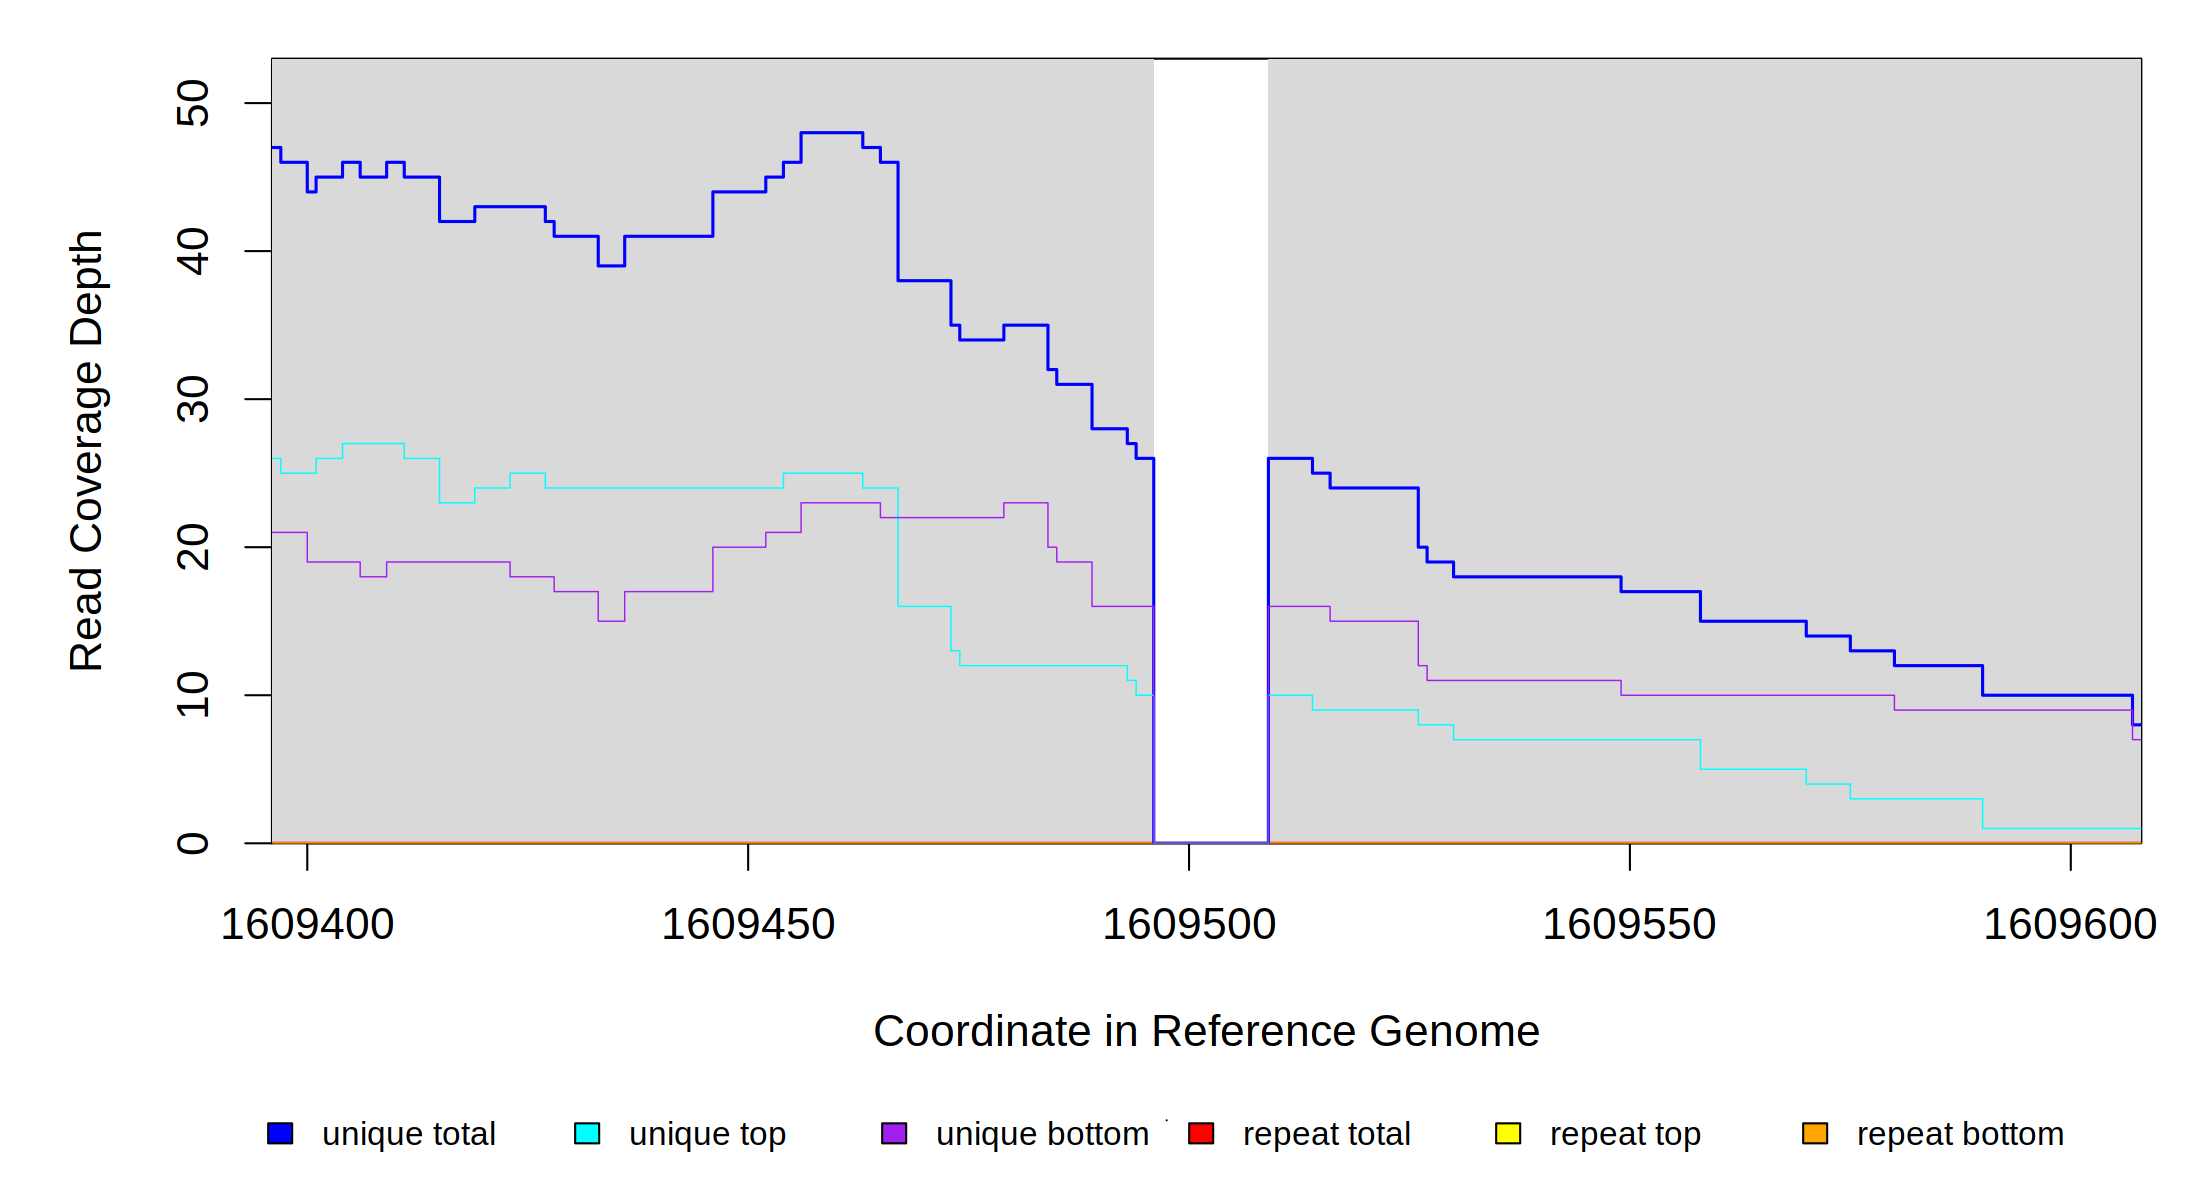 Read Coverage Depth
50
40
30
20
10
0
1609400 1609450 1609500 1609550 1609600
Coordinate in Reference Genome
unique total unique top unique bottom repeat total repeat top repeat bottom